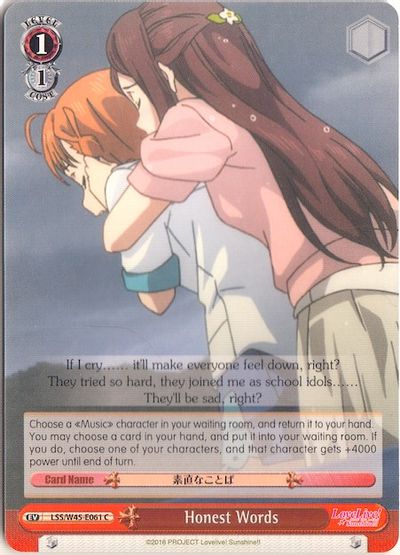 LEVEL
1
1
COST
If I cry...... it'll make everyone feel down, right?
They tried so hard, they joined me as school idols......
They'll be sad, right?
Choose a «Music» character in your waiting room, and return it to your hand.
You may choose a card in your hand, and put it into your waiting room. If
you do, choose one of your characters, and that character gets +4000
power until end of turn.
Card Name 素直なことば
EV LSS/W45-E061 C Honest Words LoveLive! Sunshine!!
©2016 PROJECT Lovelive! Sunshine!!